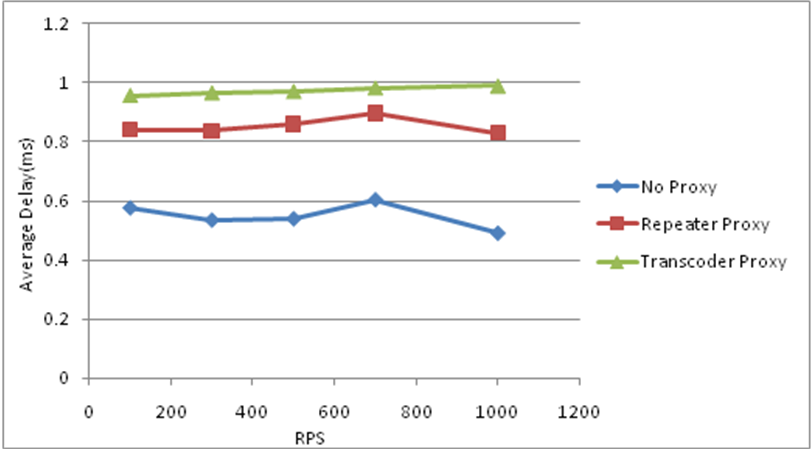 1.2
1
0.8
0.6
0.4
0.2
0
Average Delay(ms)
0 200 400 600 800 1000 1200
RPS
No Proxy
Repeater Proxy
Transcoder Proxy